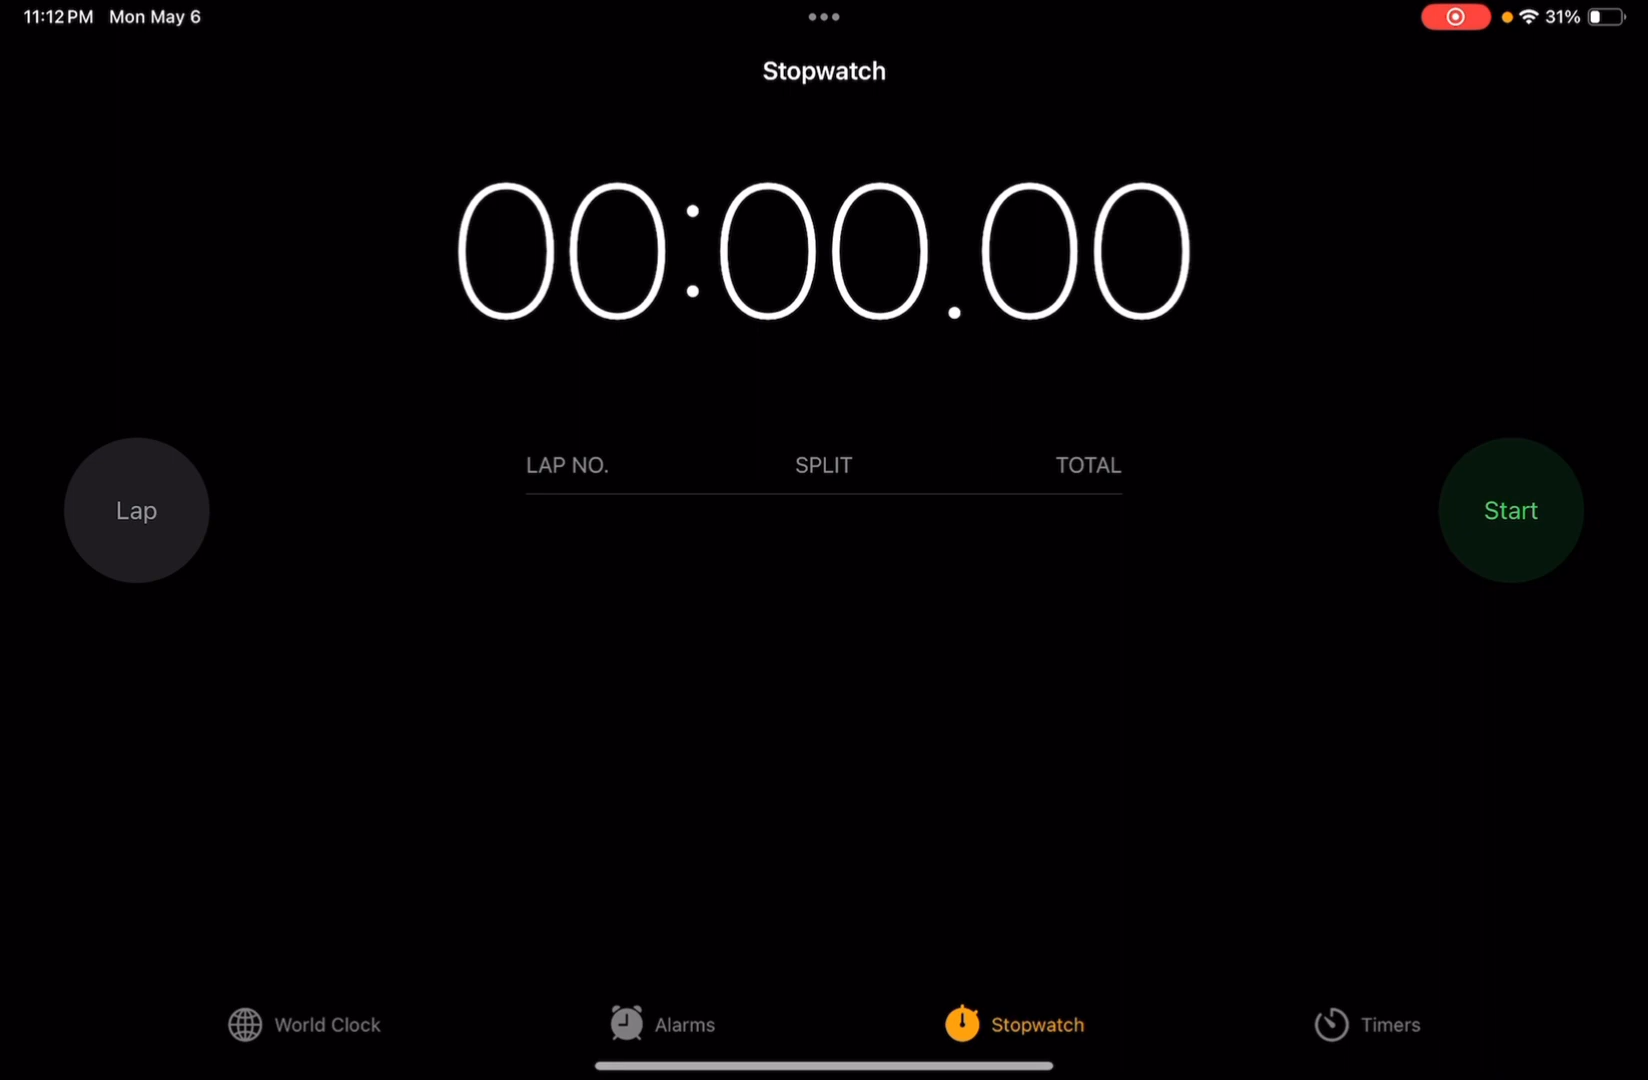 11:12 PM Mon May 6
31%
Stopwatch
00:00.00
LAP NO. SPLIT TOTAL
Lap
Start
World Clock Alarms Stopwatch Timers